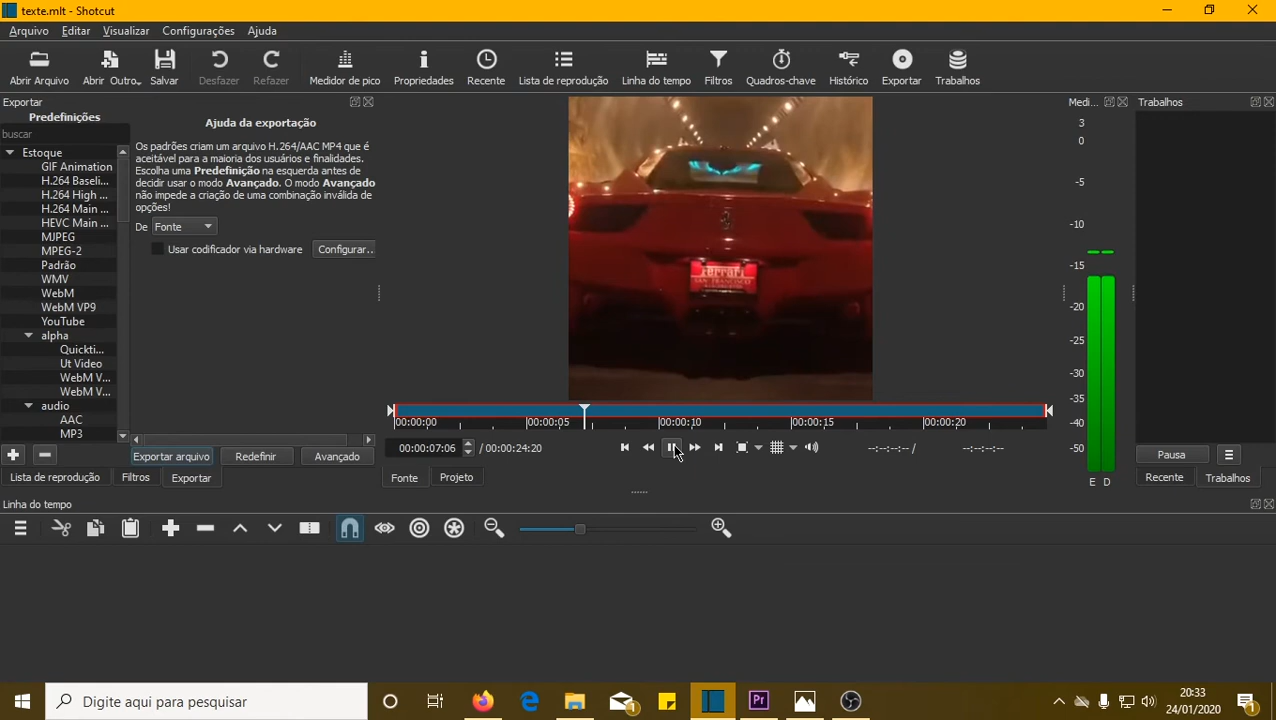 texte.mlt - Shotcut
Arquivo Editar Visualizar Configurações Ajuda
Abrir Arquivo Abrir Outro... Salvar Desfazer Refazer Medidor de pico Propriedades Recente Lista de reprodução Linha do tempo Filtros Quadros-chave Histórico Exportar Trabalhos
Exportar
Predefinições
buscar
Estoque
GIF Animation
H.264 Baseli...
H.264 High ...
H.264 Main ...
HEVC Main ...
MJPEG
MPEG-2
Padrão
WMV
WebM
WebM VP9
YouTube
alpha
Quickti...
Ut Video
WebM V...
WebM V...
audio
AAC
MP3
Ajuda da exportação
Os padrões criam um arquivo H.264/AAC MP4 que é
aceitável para a maioria dos usuários e finalidades.
Escolha uma Predefinição na esquerda antes de
decidir usar o modo Avançado. O modo Avançado
não impede a criação de uma combinação inválida de
opções!
De Fonte
Usar codificador via hardware Configurar...
Exportar arquivo Redefinir Avançado
Lista de reprodução Filtros Exportar
Ferrari
SAN FRANCISCO
00:00:00 00:00:05 00:00:10 00:00:15 00:00:20
00:00:07:06 / 00:00:24:20 --:--:--:-- / --:--:--:--
Fonte Projeto
Medi...
3
0
-5
-10
-15
-20
-25
-30
-35
-40
-50
E D
Trabalhos
Pausa
Recente Trabalhos
Linha do tempo
Digite aqui para pesquisar
1
Pr
20:33
24/01/2020
1